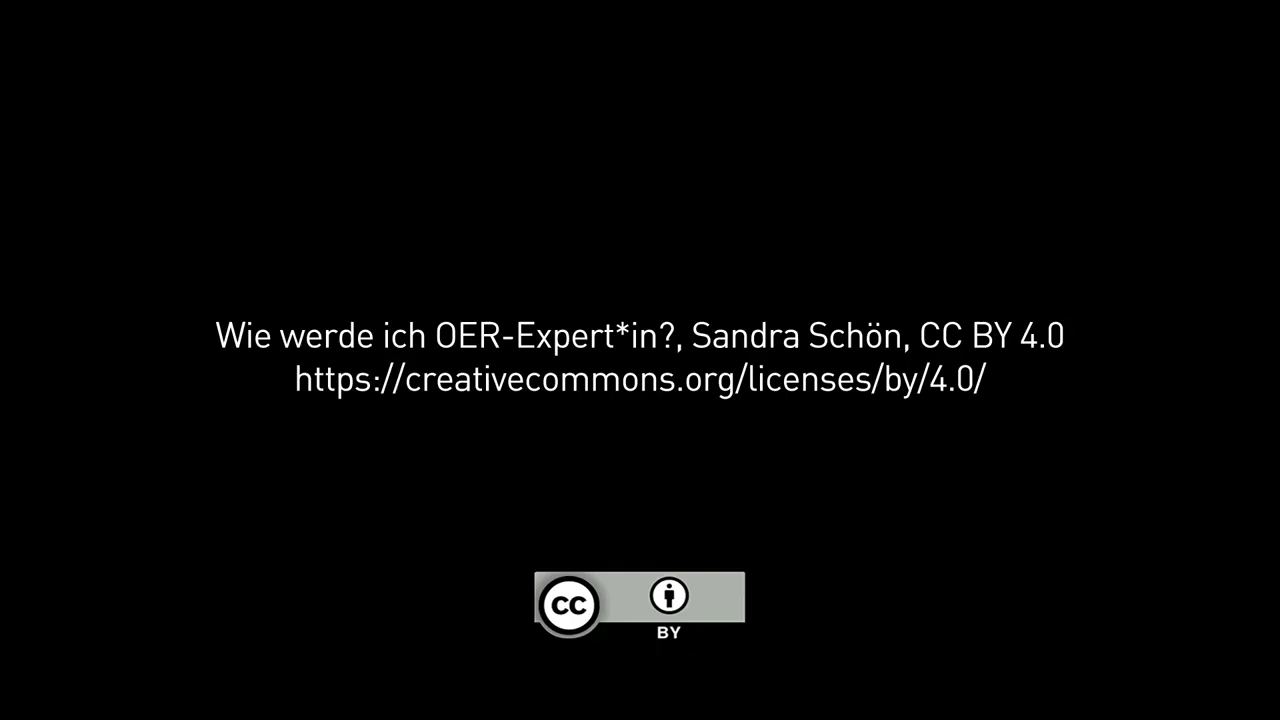 Wie werde ich OER-Expert*in?, Sandra Schön, CC BY 4.0
https://creativecommons.org/licenses/by/4.0/
CC
BY